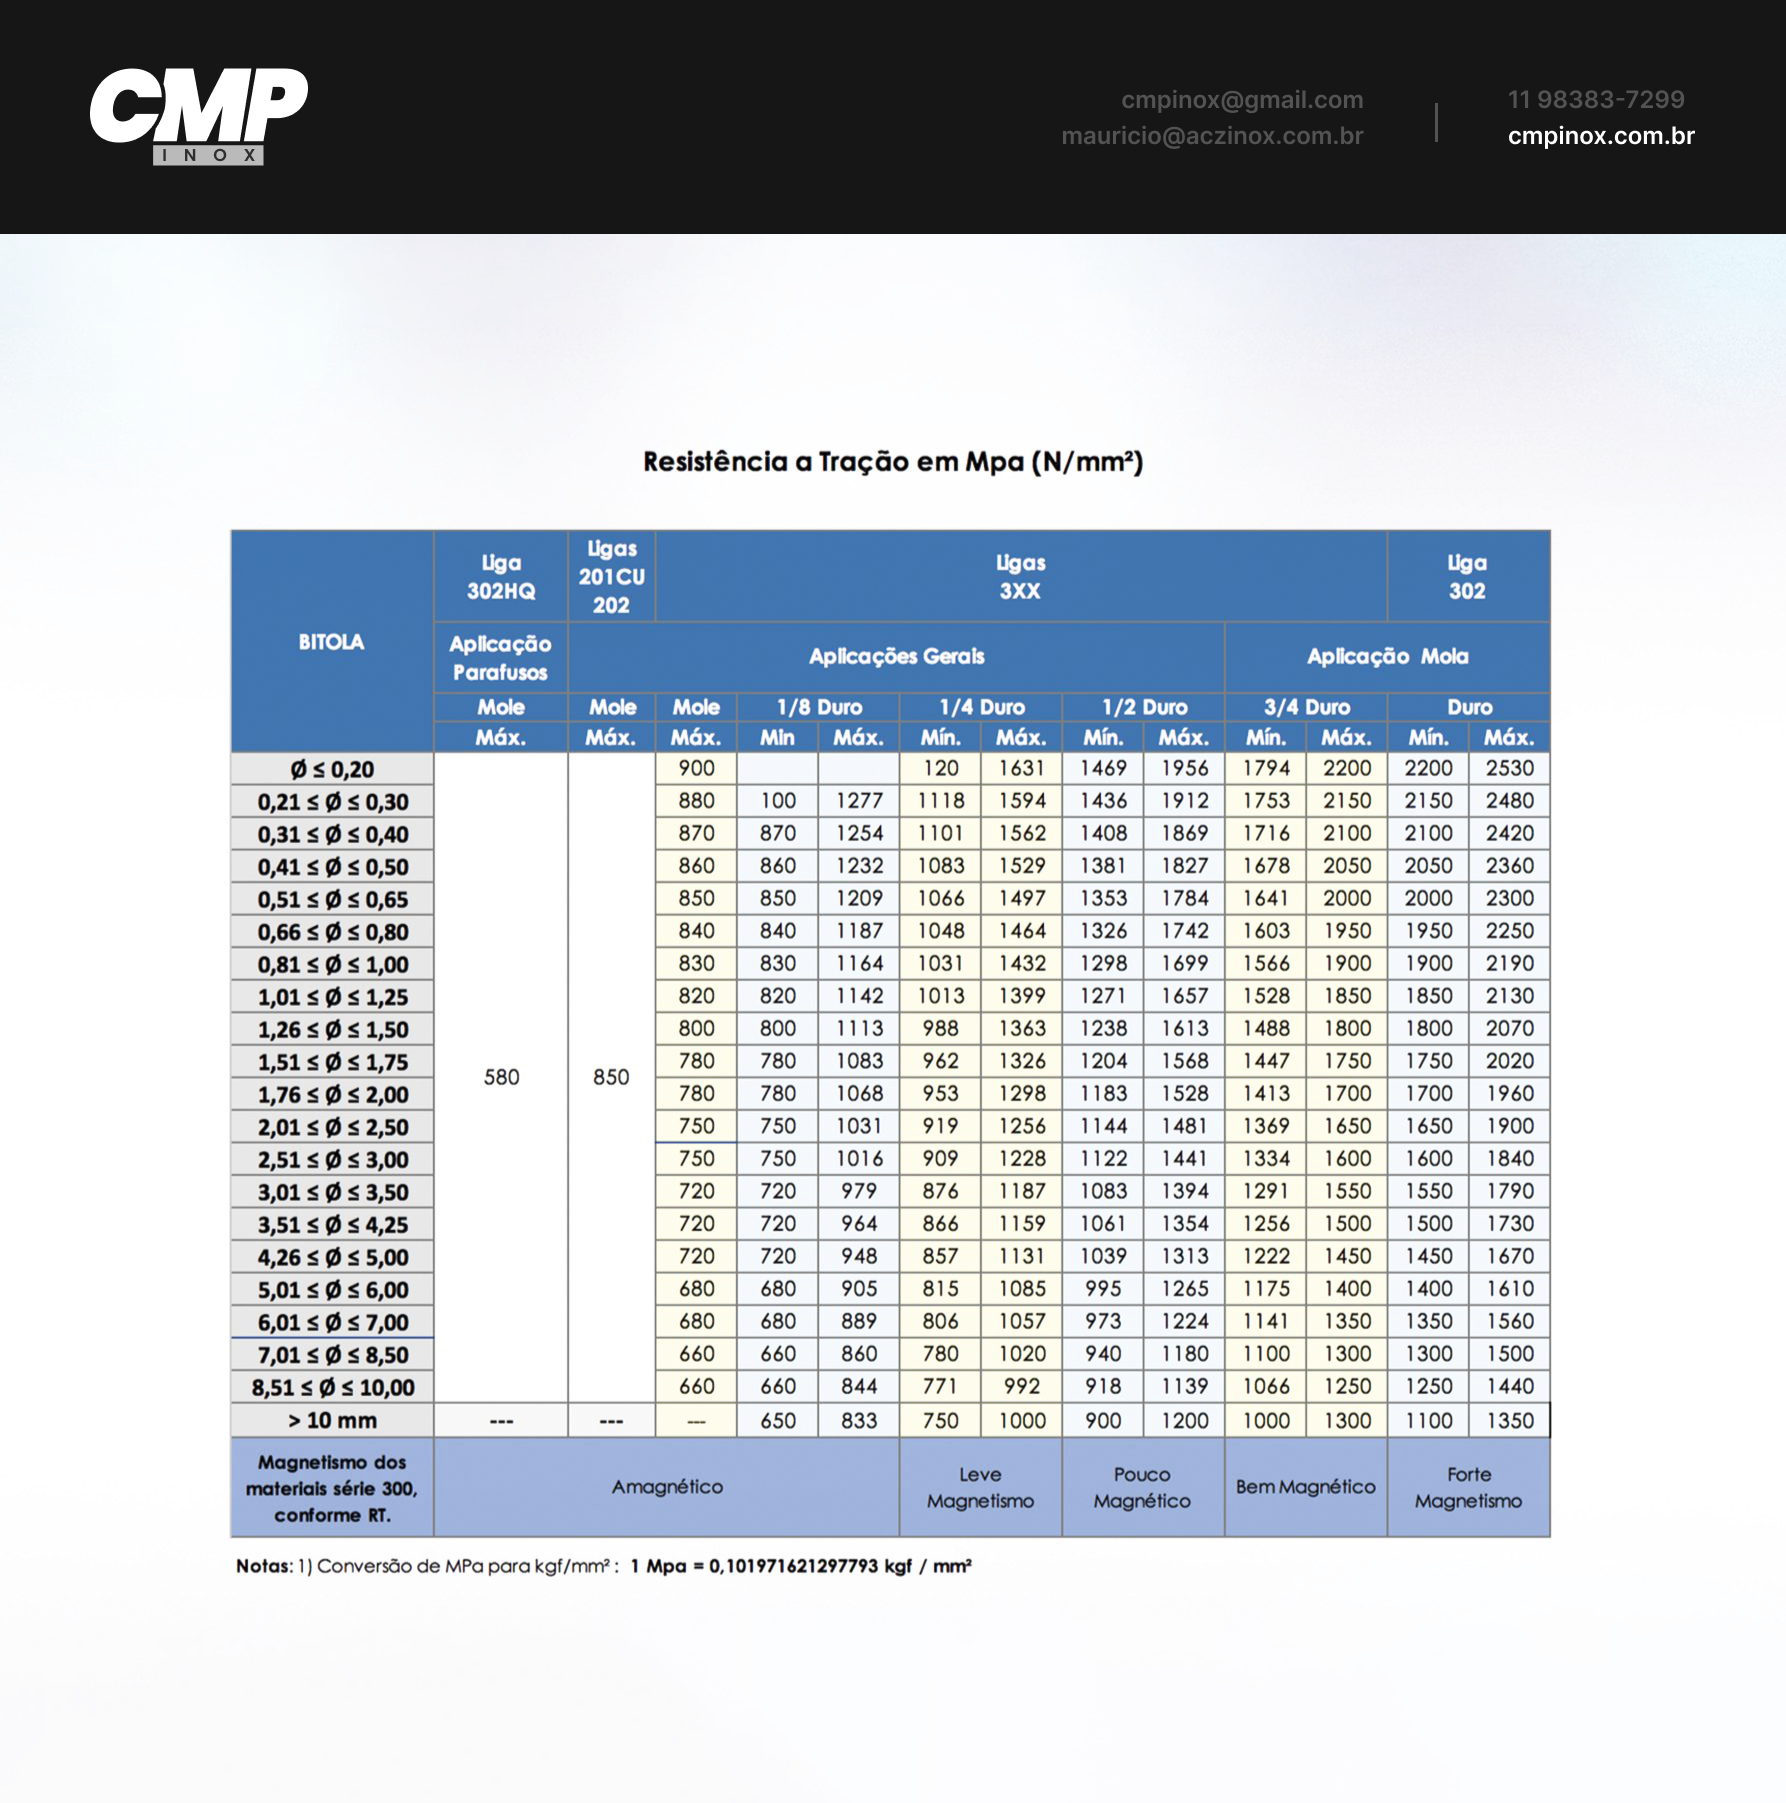 CMP
INOX
cmpinox@gmail.com
mauricio@aczinox.com.br
11 98383-7299
cmpinox.com.br
Resistência a Tração em Mpa (N/mm²)
BITOLA
Liga
302HQ
Ligas
201CU
202
Ligas
3XX
Liga
302
Aplicação
Parafusos
Aplicações Gerais
Aplicação Mola
Mole Mole Mole 1/8 Duro 1/4 Duro 1/2 Duro 3/4 Duro Duro
Máx. Máx. Máx. Min Máx. Mín. Máx. Mín. Máx. Mín. Máx. Mín. Máx.
Ø ≤ 0,20 900 120 1631 1469 1956 1794 2200 2200 2530
0,21 ≤ Ø ≤ 0,30 880 100 1277 1118 1594 1436 1912 1753 2150 2150 2480
0,31 ≤ Ø ≤ 0,40 870 870 1254 1101 1562 1408 1869 1716 2100 2100 2420
0,41 ≤ Ø ≤ 0,50 860 860 1232 1083 1529 1381 1827 1678 2050 2050 2360
0,51 ≤ Ø ≤ 0,65 850 850 1209 1066 1497 1353 1784 1641 2000 2000 2300
0,66 ≤ Ø ≤ 0,80 840 840 1187 1048 1464 1326 1742 1603 1950 1950 2250
0,81 ≤ Ø ≤ 1,00 830 830 1164 1031 1432 1298 1699 1566 1900 1900 2190
1,01 ≤ Ø ≤ 1,25 820 820 1142 1013 1399 1271 1657 1528 1850 1850 2130
1,26 ≤ Ø ≤ 1,50 800 800 1113 988 1363 1238 1613 1488 1800 1800 2070
1,51 ≤ Ø ≤ 1,75 780 780 1083 962 1326 1204 1568 1447 1750 1750 2020
580 850
1,76 ≤ Ø ≤ 2,00 780 780 1068 953 1298 1183 1528 1413 1700 1700 1960
2,01 ≤ Ø ≤ 2,50 750 750 1031 919 1256 1144 1481 1369 1650 1650 1900
2,51 ≤ Ø ≤ 3,00 750 750 1016 909 1228 1122 1441 1334 1600 1600 1840
3,01 ≤ Ø ≤ 3,50 720 720 979 876 1187 1083 1394 1291 1550 1550 1790
3,51 ≤ Ø ≤ 4,25 720 720 964 866 1159 1061 1354 1256 1500 1500 1730
4,26 ≤ Ø ≤ 5,00 720 720 948 857 1131 1039 1313 1222 1450 1450 1670
5,01 ≤ Ø ≤ 6,00 680 680 905 815 1085 995 1265 1175 1400 1400 1610
6,01 ≤ Ø ≤ 7,00 680 680 889 806 1057 973 1224 1141 1350 1350 1560
7,01 ≤ Ø ≤ 8,50 660 660 860 780 1020 940 1180 1100 1300 1300 1500
8,51 ≤ Ø ≤ 10,00 660 660 844 771 992 918 1139 1066 1250 1250 1440
> 10 mm --- --- --- 650 833 750 1000 900 1200 1000 1300 1100 1350
Magnetismo dos
materiais série 300,
conforme RT.
Amagnético
Leve
Magnetismo
Pouco
Magnético
Bem Magnético
Forte
Magnetismo
Notas: 1) Conversão de MPa para kgf/mm² : 1 Mpa = 0,101971621297793 kgf / mm²